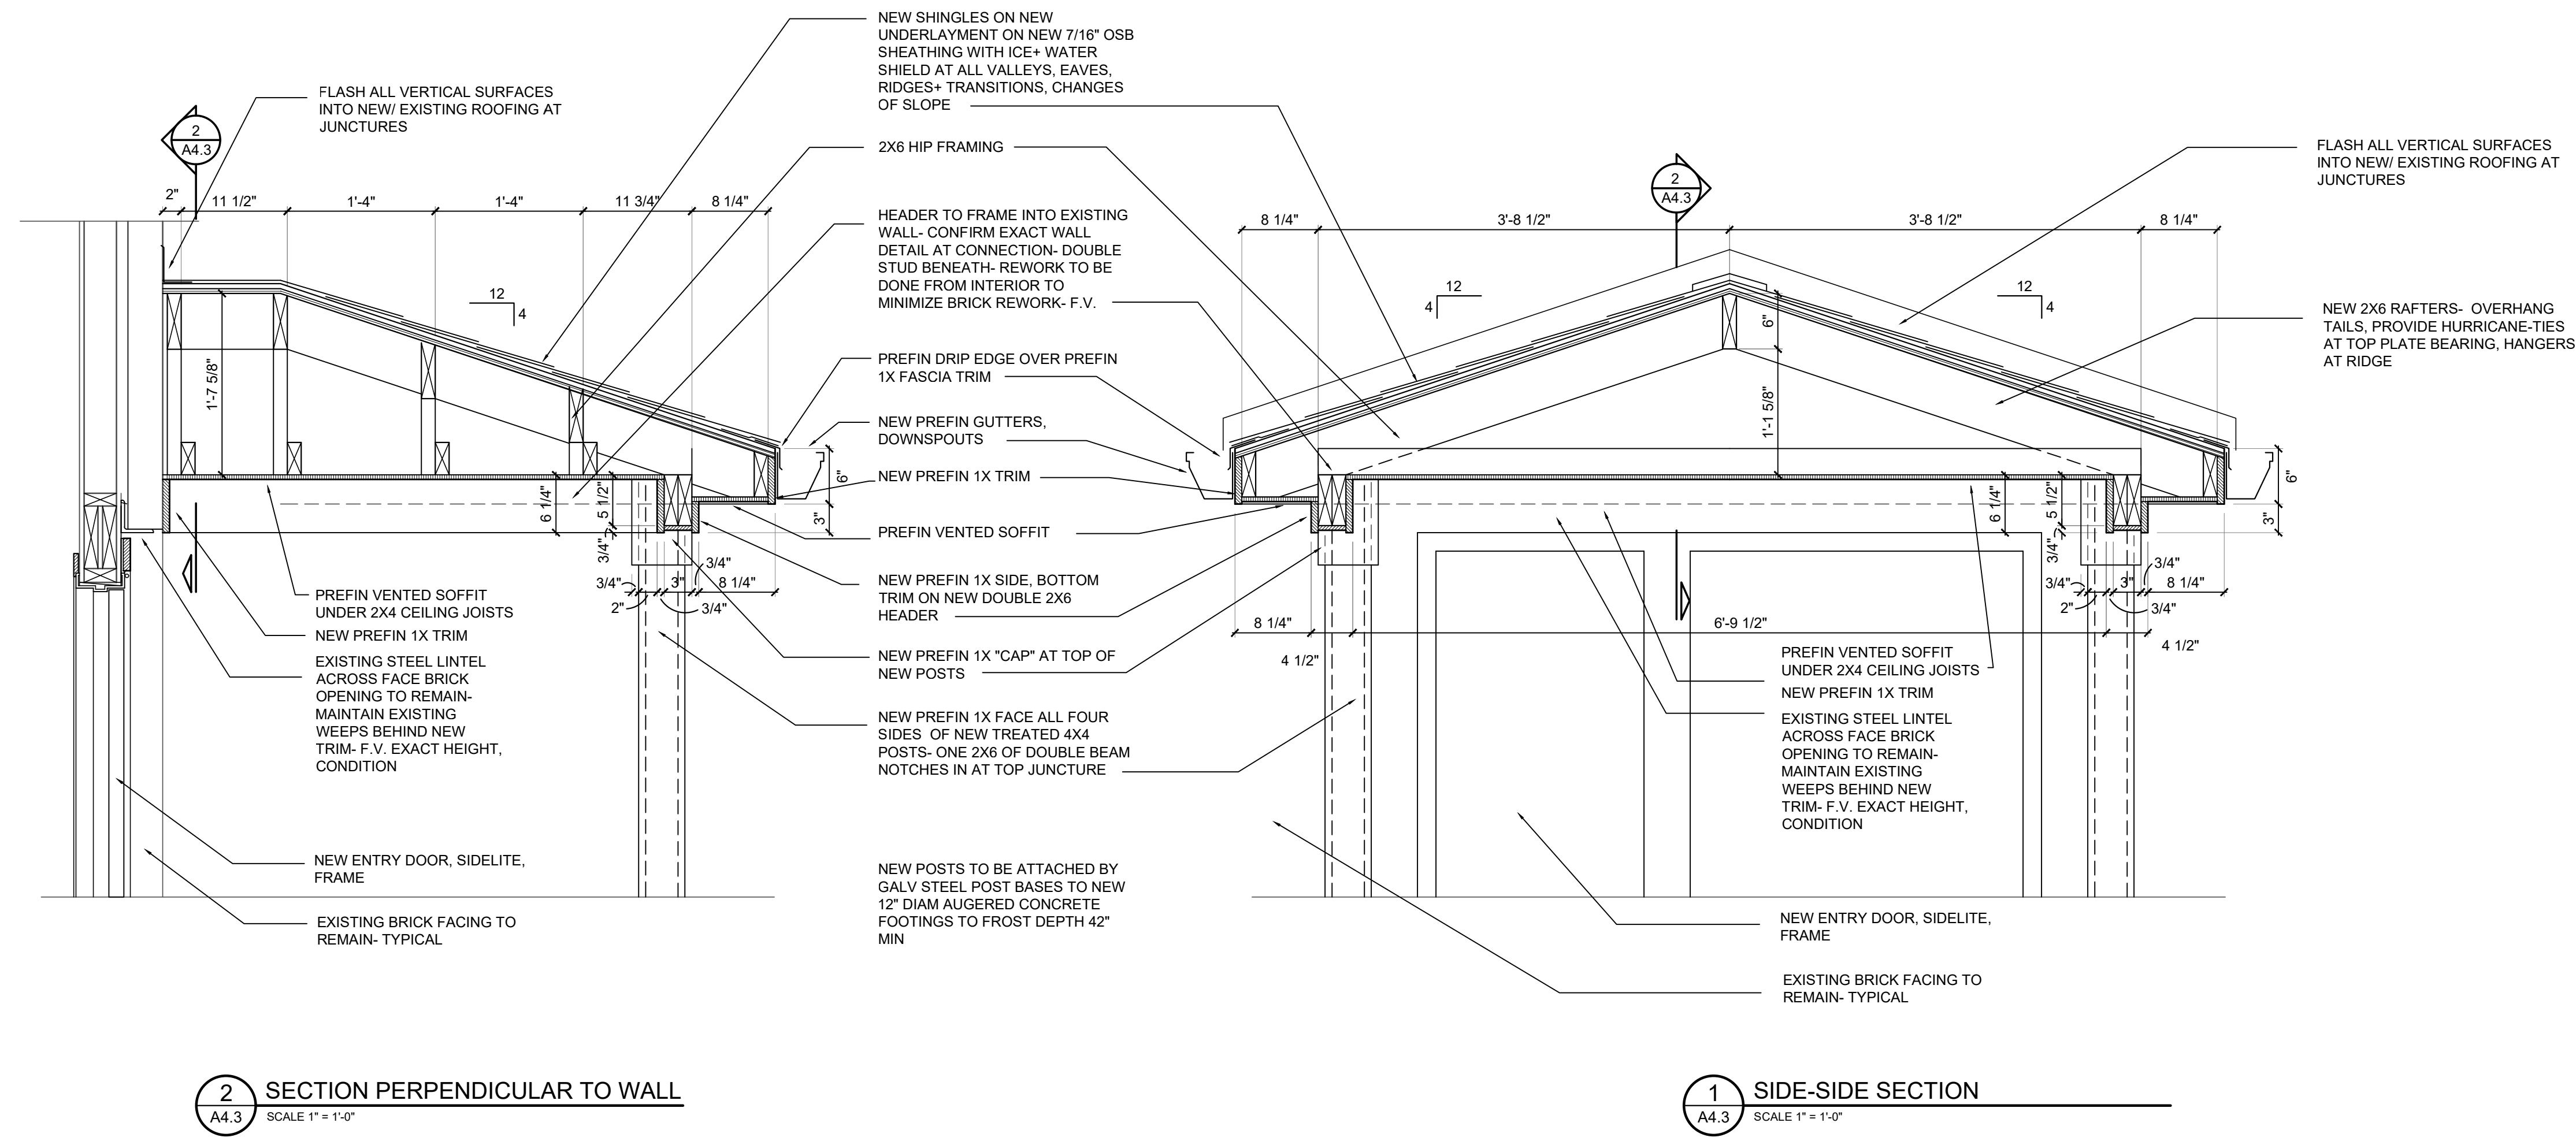 FLASH ALL VERTICAL SURFACES
INTO NEW/ EXISTING ROOFING AT
JUNCTURES
2
A4.3
2"
11 1/2"
1'-4"
1'-4"
11 3/4"
8 1/4"
12
4
1'-7 5/8"
6 1/4"
5 1/2"
3/4"
6"
3"
3/4"
2"
3"
3/4"
3/4"
8 1/4"
PREFIN VENTED SOFFIT
UNDER 2X4 CEILING JOISTS
NEW PREFIN 1X TRIM
EXISTING STEEL LINTEL
ACROSS FACE BRICK
OPENING TO REMAIN-
MAINTAIN EXISTING
WEEPS BEHIND NEW
TRIM- F.V. EXACT HEIGHT,
CONDITION
NEW ENTRY DOOR, SIDELITE,
FRAME
EXISTING BRICK FACING TO
REMAIN- TYPICAL
2
A4.3
SECTION PERPENDICULAR TO WALL
SCALE 1" = 1'-0"
NEW SHINGLES ON NEW
UNDERLAYMENT ON NEW 7/16" OSB
SHEATHING WITH ICE+ WATER
SHIELD AT ALL VALLEYS, EAVES,
RIDGES+ TRANSITIONS, CHANGES
OF SLOPE
2X6 HIP FRAMING
HEADER TO FRAME INTO EXISTING
WALL- CONFIRM EXACT WALL
DETAIL AT CONNECTION- DOUBLE
STUD BENEATH- REWORK TO BE
DONE FROM INTERIOR TO
MINIMIZE BRICK REWORK- F.V.
PREFIN DRIP EDGE OVER PREFIN
1X FASCIA TRIM
NEW PREFIN GUTTERS,
DOWNSPOUTS
NEW PREFIN 1X TRIM
PREFIN VENTED SOFFIT
NEW PREFIN 1X SIDE, BOTTOM
TRIM ON NEW DOUBLE 2X6
HEADER
NEW PREFIN 1X "CAP" AT TOP OF
NEW POSTS
NEW PREFIN 1X FACE ALL FOUR
SIDES OF NEW TREATED 4X4
POSTS- ONE 2X6 OF DOUBLE BEAM
NOTCHES IN AT TOP JUNCTURE
NEW POSTS TO BE ATTACHED BY
GALV STEEL POST BASES TO NEW
12" DIAM AUGERED CONCRETE
FOOTINGS TO FROST DEPTH 42"
MIN
2
A4.3
8 1/4"
3'-8 1/2"
3'-8 1/2"
8 1/4"
12
4
12
4
6"
1'-1 5/8"
6 1/4"
5 1/2"
3/4"
6"
3"
3/4"
2"
3"
3/4"
3/4"
8 1/4"
8 1/4"
4 1/2"
6'-9 1/2"
4 1/2"
FLASH ALL VERTICAL SURFACES
INTO NEW/ EXISTING ROOFING AT
JUNCTURES
NEW 2X6 RAFTERS- OVERHANG
TAILS, PROVIDE HURRICANE-TIES
AT TOP PLATE BEARING, HANGERS
AT RIDGE
PREFIN VENTED SOFFIT
UNDER 2X4 CEILING JOISTS
NEW PREFIN 1X TRIM
EXISTING STEEL LINTEL
ACROSS FACE BRICK
OPENING TO REMAIN-
MAINTAIN EXISTING
WEEPS BEHIND NEW
TRIM- F.V. EXACT HEIGHT,
CONDITION
NEW ENTRY DOOR, SIDELITE,
FRAME
EXISTING BRICK FACING TO
REMAIN- TYPICAL
1
A4.3
SIDE-SIDE SECTION
SCALE 1" = 1'-0"